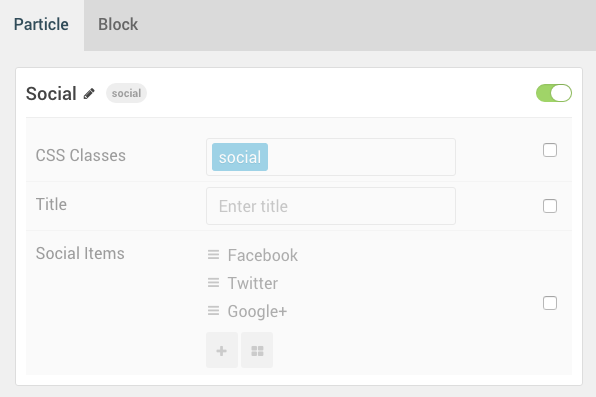 Particle Block
Social social
CSS Classes social
Title Enter title
Social Items Facebook
Twitter
Google+